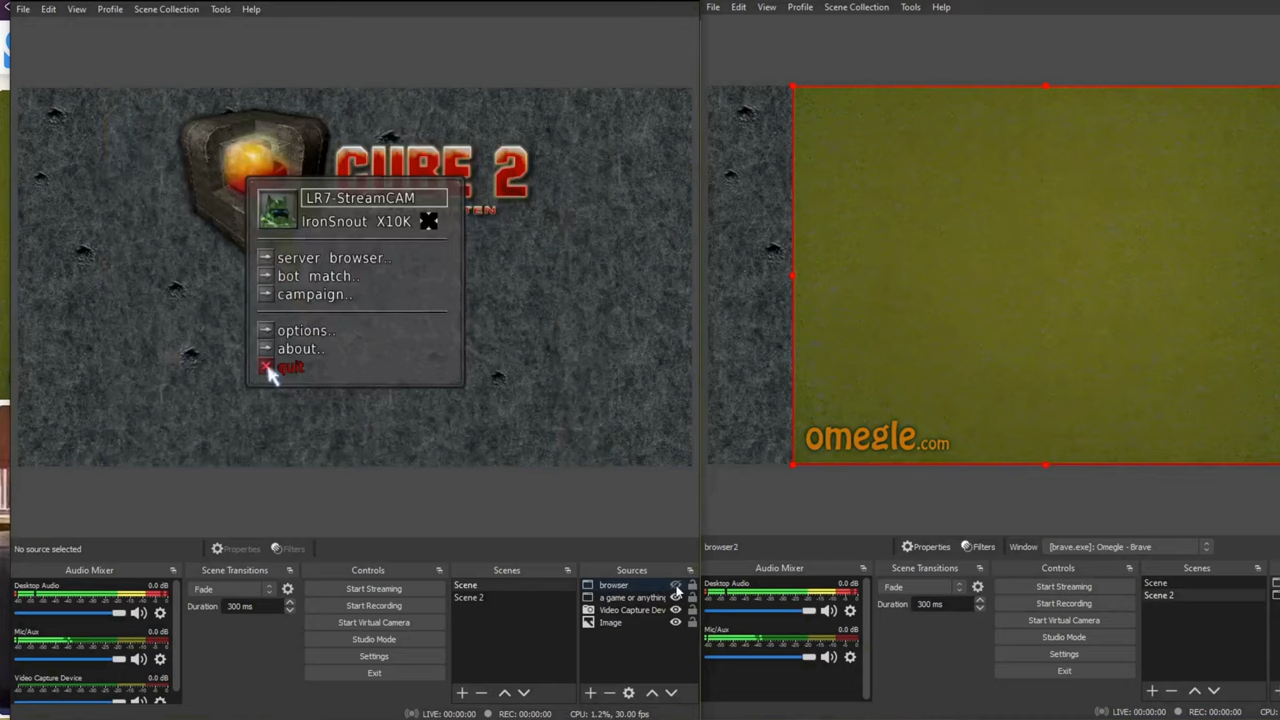 File Edit View Profile Scene Collection Tools Help
CUBE 2
LR7-StreamCAM
IronSnout X10K
server browser..
bot match..
campaign..
options..
about..
quit
No source selected
Properties Filters
Audio Mixer
Desktop Audio 0.0 dB
Mic/Aux 0.0 dB
Video Capture Device 0.0 dB
Scene Transitions
Fade
Duration 300 ms
Controls
Start Streaming
Start Recording
Start Virtual Camera
Studio Mode
Settings
Exit
Scenes
Scene
Scene 2
Sources
browser
a game or anything
Video Capture Dev
Image
LIVE: 00:00:00 REC: 00:00:00 CPU: 1.2%, 30.00 fps
File Edit View Profile Scene Collection Tools Help
omegle.com
browser2
Properties Filters Window [brave.exe]: Omegle - Brave
Audio Mixer
Desktop Audio 0.0 dB
Mic/Aux 0.0 dB
Scene Transitions
Fade
Duration 300 ms
Controls
Start Streaming
Start Recording
Start Virtual Camera
Studio Mode
Settings
Exit
Scenes
Scene
Scene 2
LIVE: 00:00:00 REC: 00:00:00 CPU: